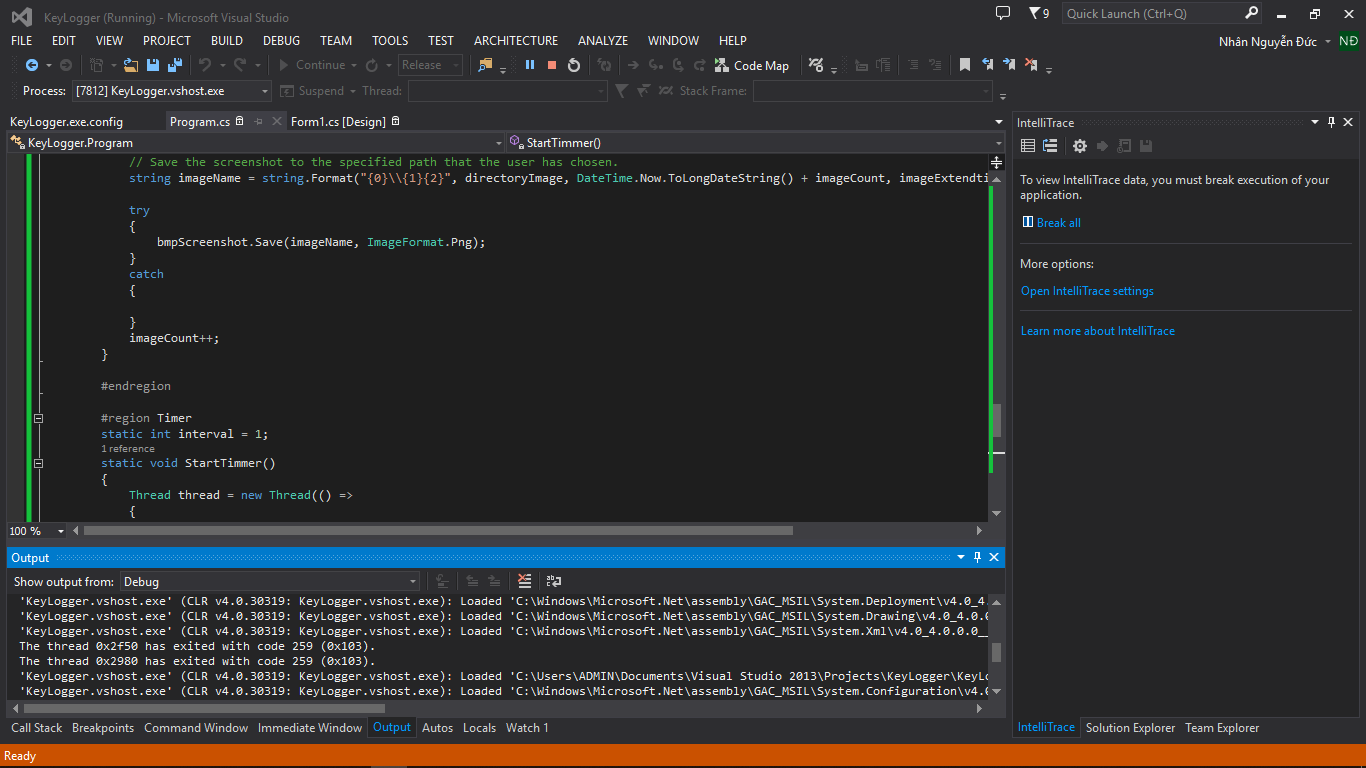 KeyLogger (Running) - Microsoft Visual Studio
9
Quick Launch (Ctrl+Q)
FILE EDIT VIEW PROJECT BUILD DEBUG TEAM TOOLS TEST ARCHITECTURE ANALYZE WINDOW HELP
Nhân Nguyễn Đức
NĐ
Continue
Release
Code Map
Process: [7812] KeyLogger.vshost.exe
Suspend
Thread:
Stack Frame:
KeyLogger.exe.config
Program.cs
Form1.cs [Design]
KeyLogger.Program
StartTimmer()
// Save the screenshot to the specified path that the user has chosen.
string imageName = string.Format("{0}\\{1}{2}", directoryImage, DateTime.Now.ToLongDateString() + imageCount, imageExtendti
try
{
bmpScreenshot.Save(imageName, ImageFormat.Png);
}
catch
{
}
imageCount++;
}
#endregion
#region Timer
static int interval = 1;
1 reference
static void StartTimmer()
{
Thread thread = new Thread(() =>
{
100 %
Output
Show output from: Debug
'KeyLogger.vshost.exe' (CLR v4.0.30319: KeyLogger.vshost.exe): Loaded 'C:\Windows\Microsoft.Net\assembly\GAC_MSIL\System.Deployment\v4.0_4.
'KeyLogger.vshost.exe' (CLR v4.0.30319: KeyLogger.vshost.exe): Loaded 'C:\Windows\Microsoft.Net\assembly\GAC_MSIL\System.Drawing\v4.0_4.0.0
'KeyLogger.vshost.exe' (CLR v4.0.30319: KeyLogger.vshost.exe): Loaded 'C:\Windows\Microsoft.Net\assembly\GAC_MSIL\System.Xml\v4.0_4.0.0.0__
The thread 0x2f50 has exited with code 259 (0x103).
The thread 0x2980 has exited with code 259 (0x103).
'KeyLogger.vshost.exe' (CLR v4.0.30319: KeyLogger.vshost.exe): Loaded 'C:\Users\ADMIN\Documents\Visual Studio 2013\Projects\KeyLogger\KeyLo
'KeyLogger.vshost.exe' (CLR v4.0.30319: KeyLogger.vshost.exe): Loaded 'C:\Windows\Microsoft.Net\assembly\GAC_MSIL\System.Configuration\v4.0
Call Stack Breakpoints Command Window Immediate Window Output Autos Locals Watch 1
IntelliTrace
To view IntelliTrace data, you must break execution of your
application.
Break all
More options:
Open IntelliTrace settings
Learn more about IntelliTrace
IntelliTrace Solution Explorer Team Explorer
Ready